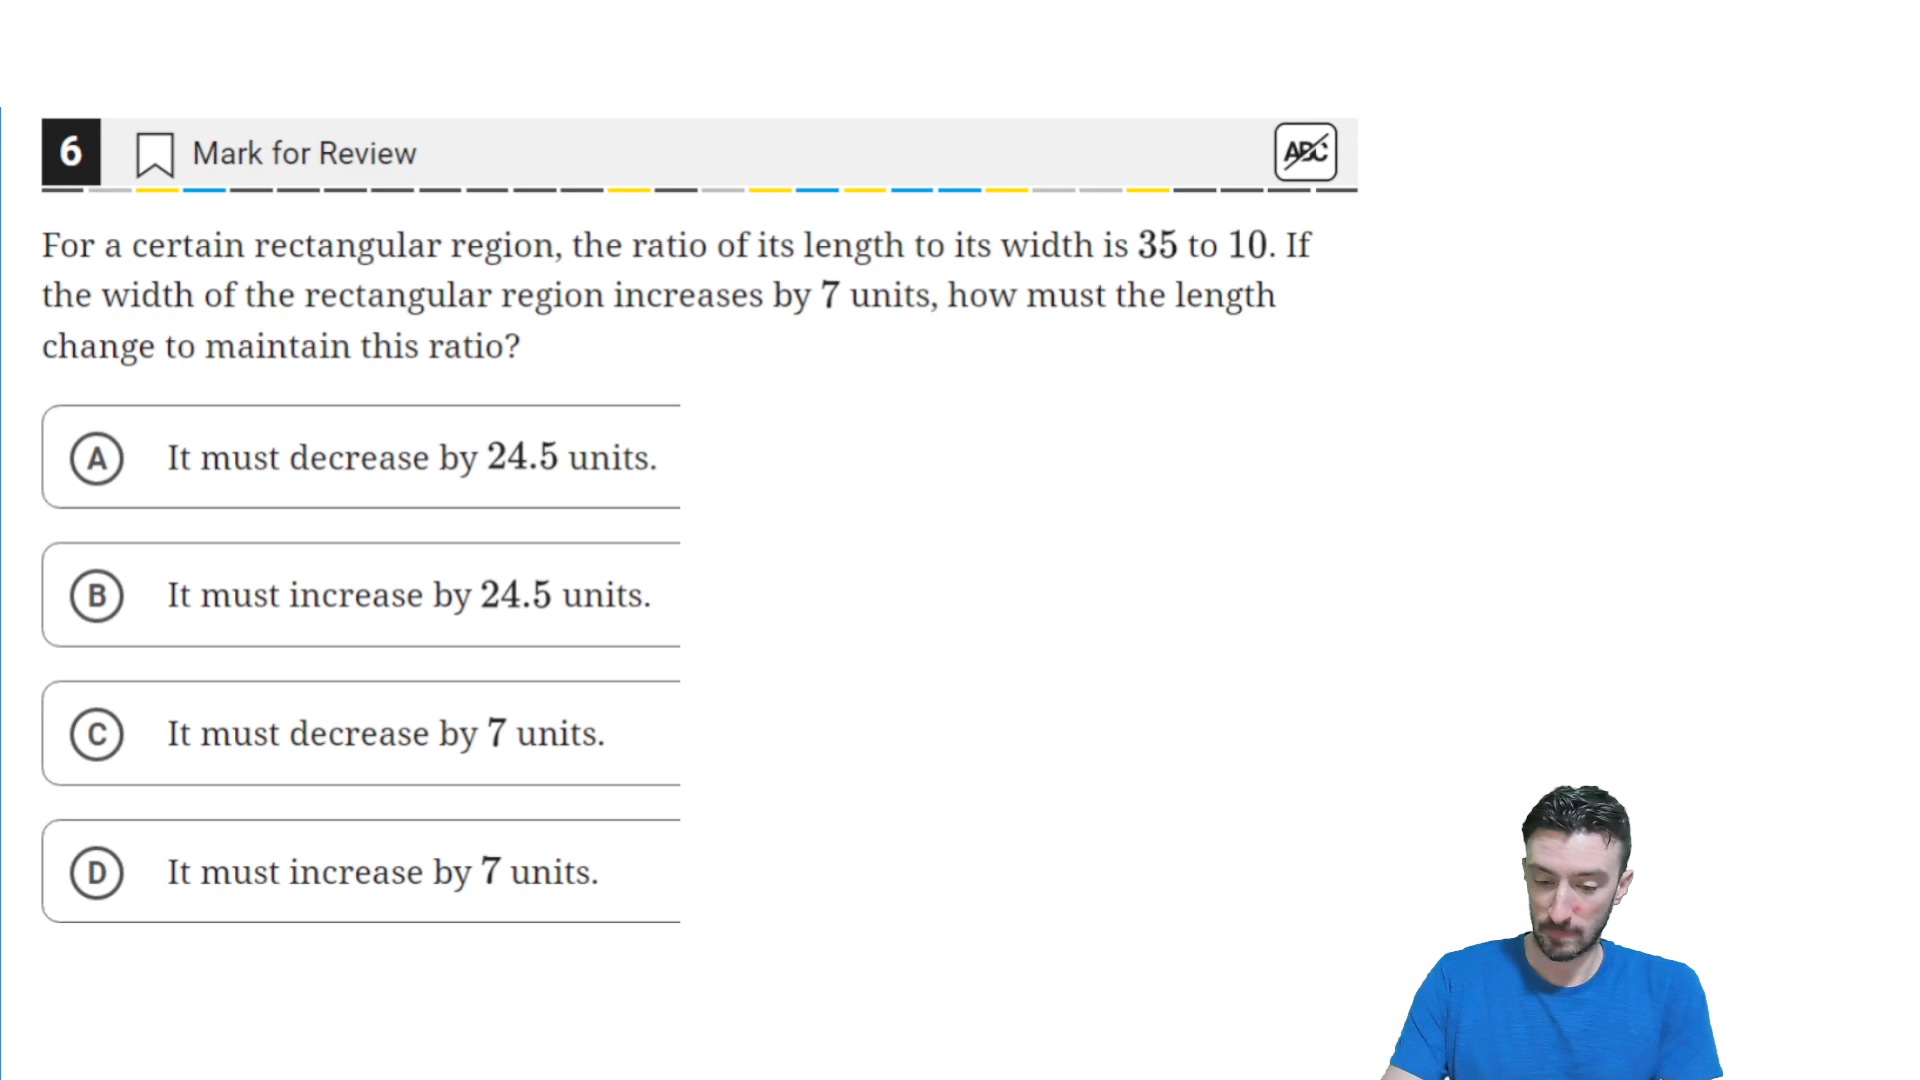 6 Mark for Review ABC
For a certain rectangular region, the ratio of its length to its width is 35 to 10. If
the width of the rectangular region increases by 7 units, how must the length
change to maintain this ratio?
A It must decrease by 24.5 units.
B It must increase by 24.5 units.
C It must decrease by 7 units.
D It must increase by 7 units.